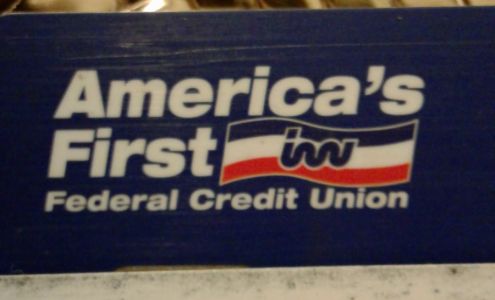 America's
First
Federal Credit Union